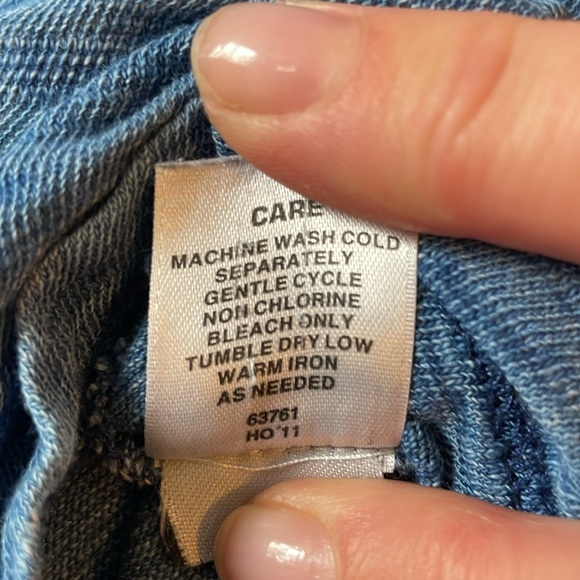 CARE
MACHINE WASH COLD
SEPARATELY
GENTLE CYCLE
NON CHLORINE
BLEACH ONLY
TUMBLE DRY LOW
WARM IRON
AS NEEDED
63761
HO '11